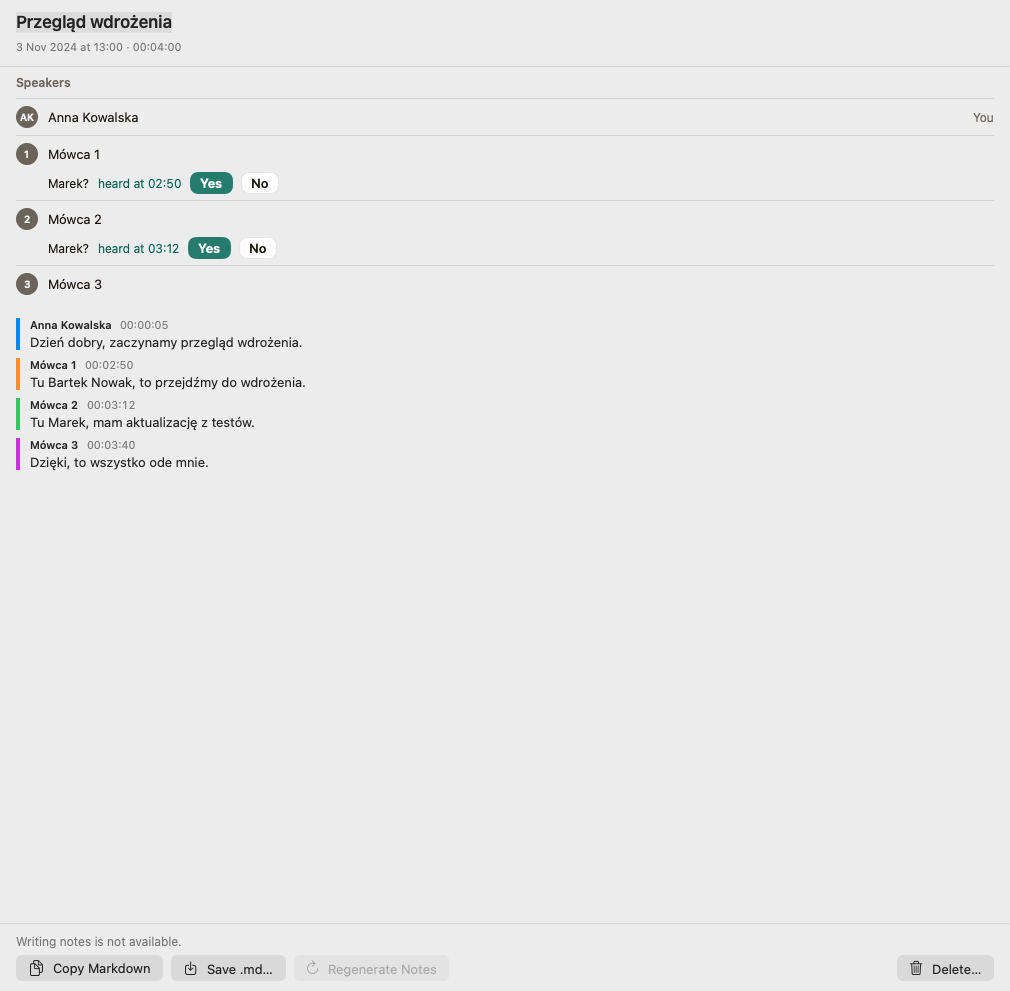 Przegląd wdrożenia
3 Nov 2024 at 13:00 · 00:04:00
Speakers
AK Anna Kowalska You
1 Mówca 1
Marek? heard at 02:50 Yes No
2 Mówca 2
Marek? heard at 03:12 Yes No
3 Mówca 3
Anna Kowalska 00:00:05
Dzień dobry, zaczynamy przegląd wdrożenia.
Mówca 1 00:02:50
Tu Bartek Nowak, to przejdźmy do wdrożenia.
Mówca 2 00:03:12
Tu Marek, mam aktualizację z testów.
Mówca 3 00:03:40
Dzięki, to wszystko ode mnie.
Writing notes is not available.
Copy Markdown Save .md... Regenerate Notes Delete...